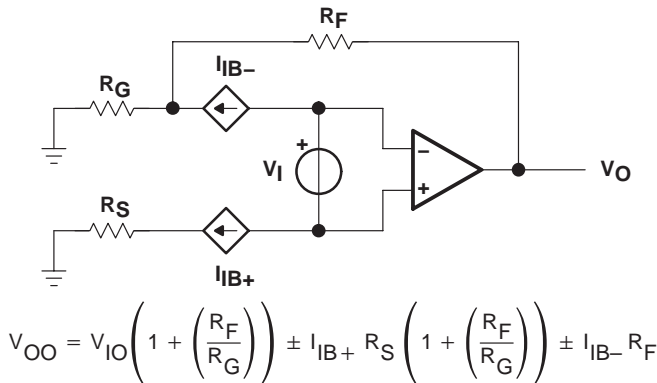 RF
IIB–
RG
+
VI
–
+
VO
RS
IIB+
VOO = VIO(1 + (RF/RG)) ± IIB+ RS (1 + (RF/RG)) ± IIB– RF